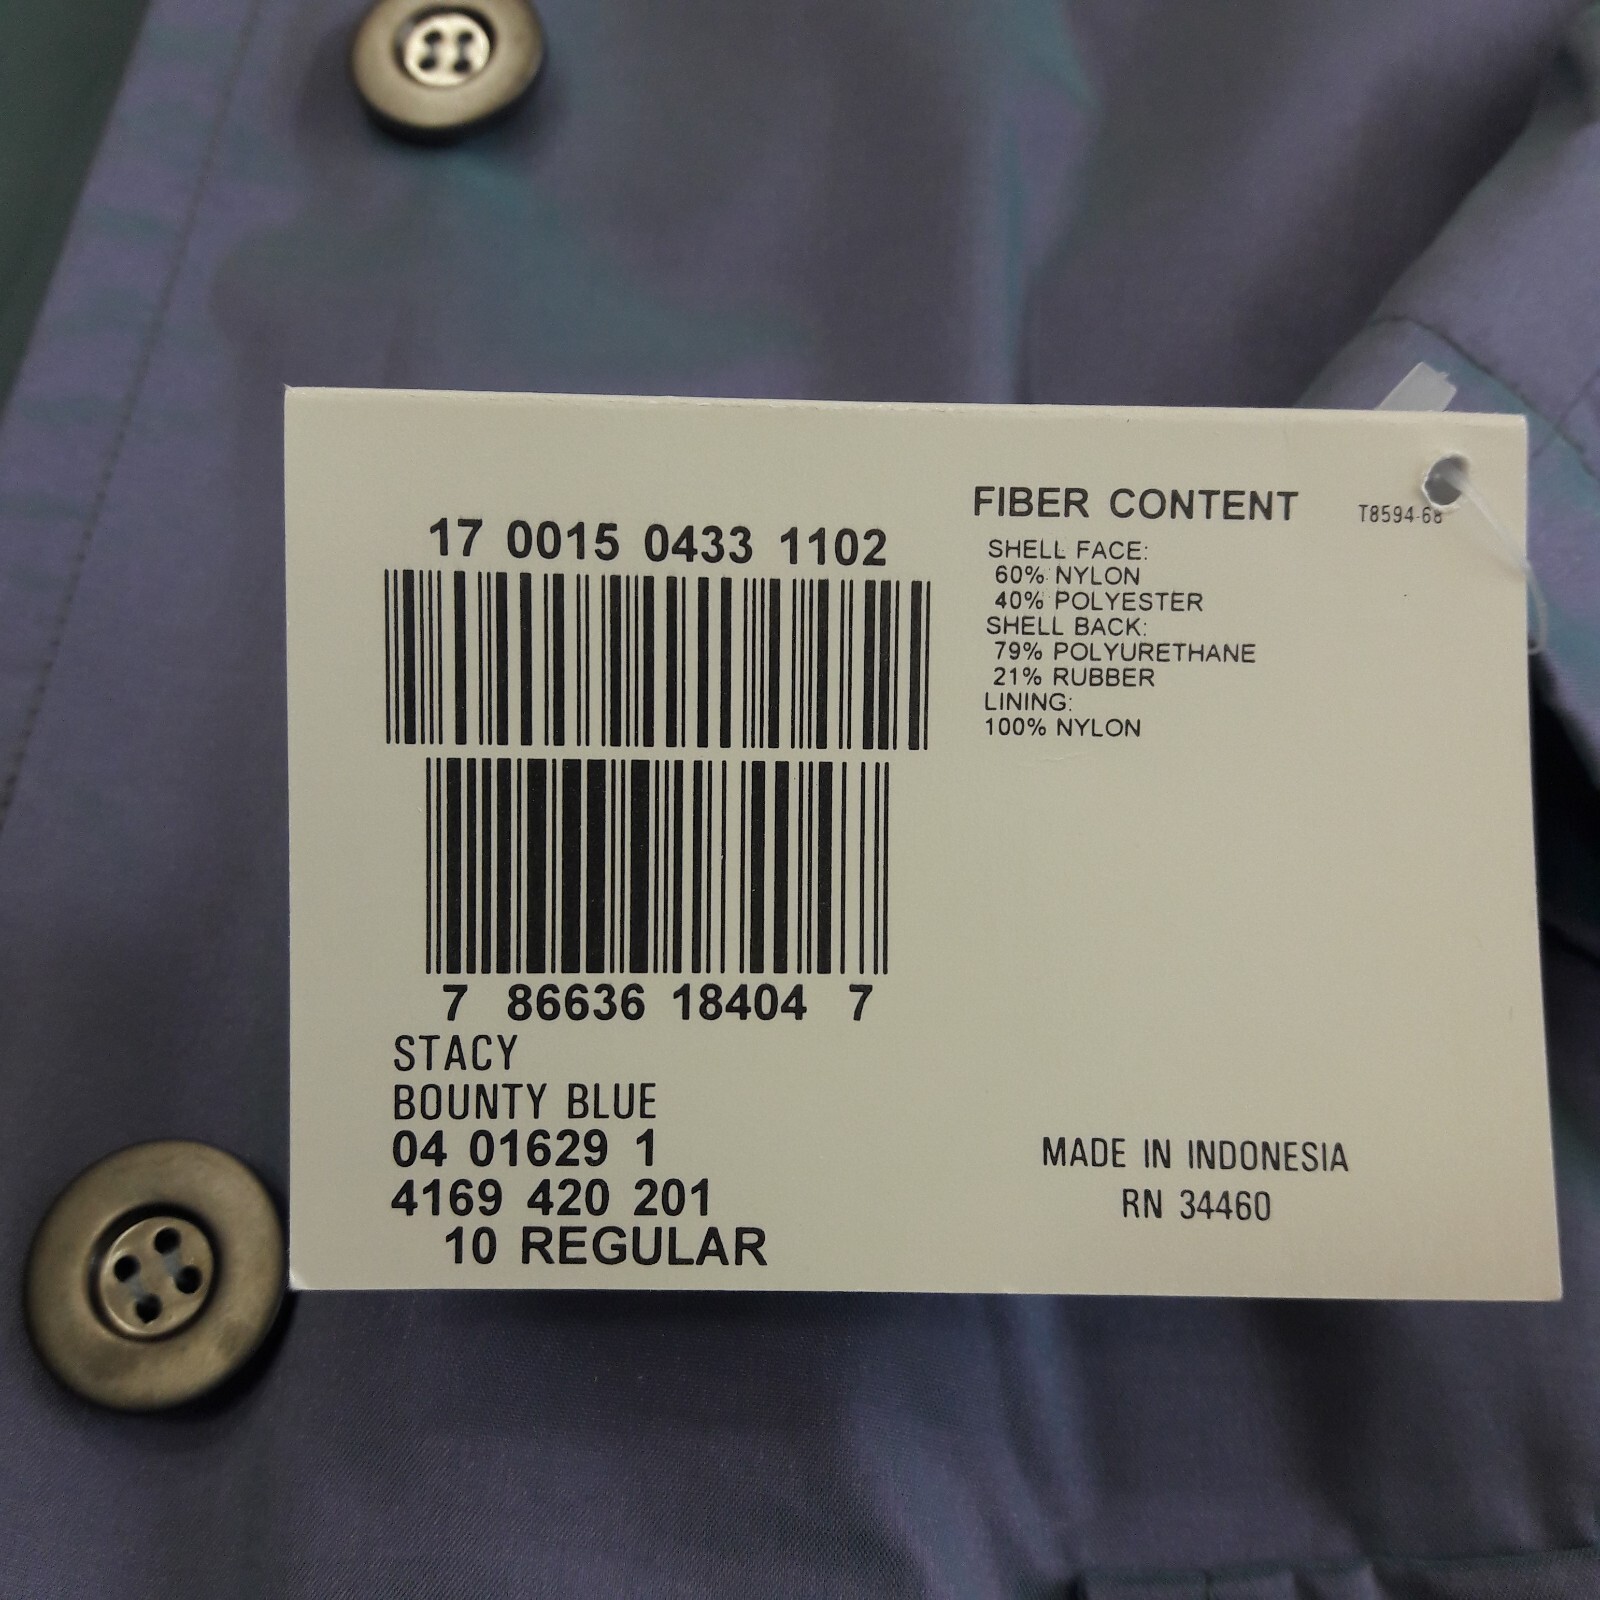 17 0015 0433 1102
7 86636 18404 7
STACY
BOUNTY BLUE
04 01629 1
4169 420 201
10 REGULAR
FIBER CONTENT
T8594-68
SHELL FACE:
60% NYLON
40% POLYESTER
SHELL BACK:
79% POLYURETHANE
21% RUBBER
LINING:
100% NYLON
MADE IN INDONESIA
RN 34460